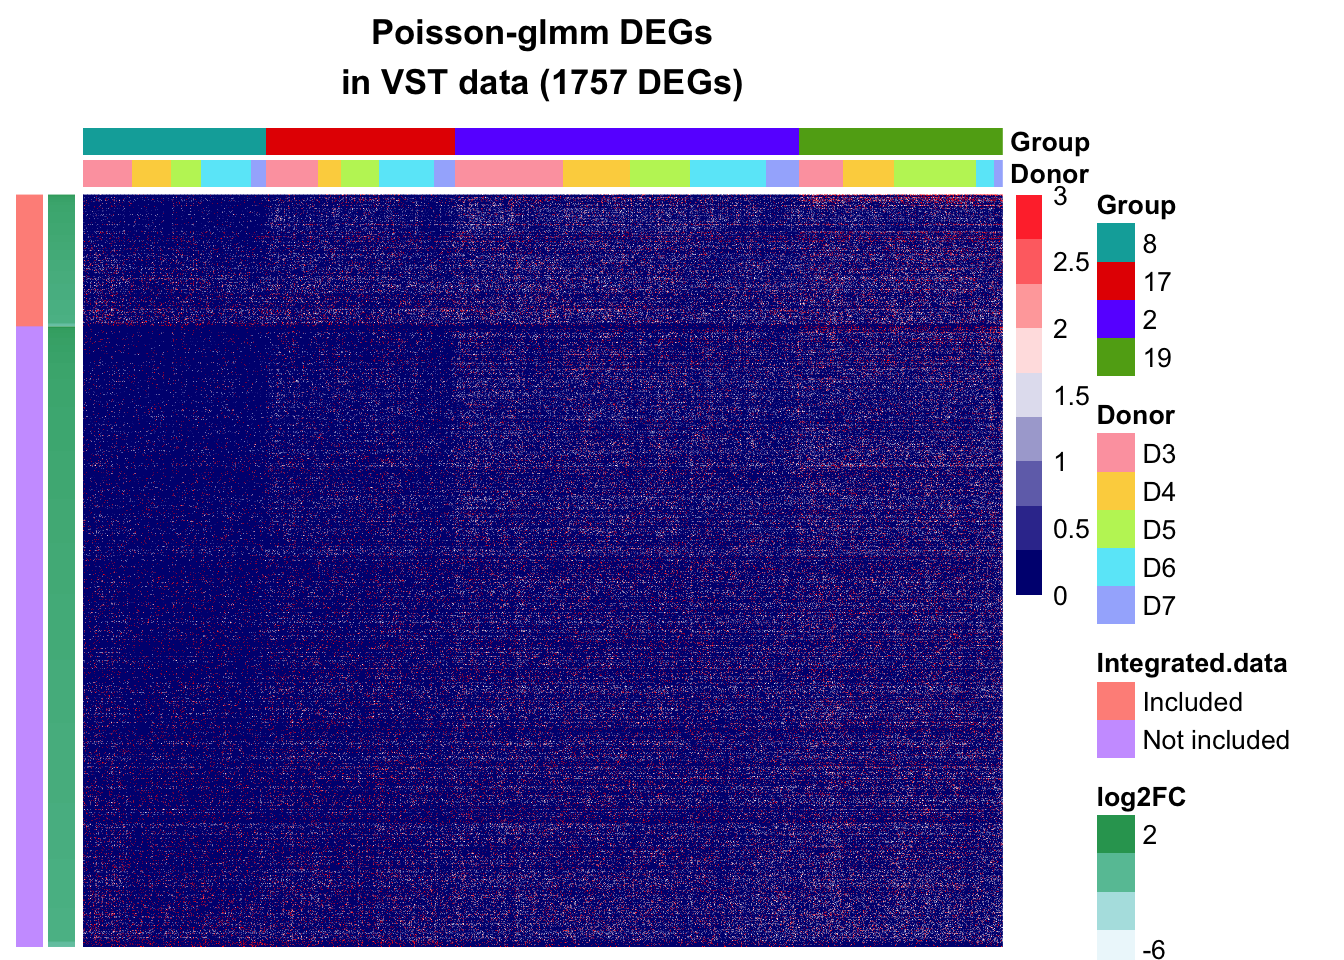 Poisson-glmm DEGs
in VST data (1757 DEGs)
Group
Donor
3
2.5
2
1.5
1
0.5
0
Group
8
17
2
19
Donor
D3
D4
D5
D6
D7
Integrated.data
Included
Not included
log2FC
2
-6